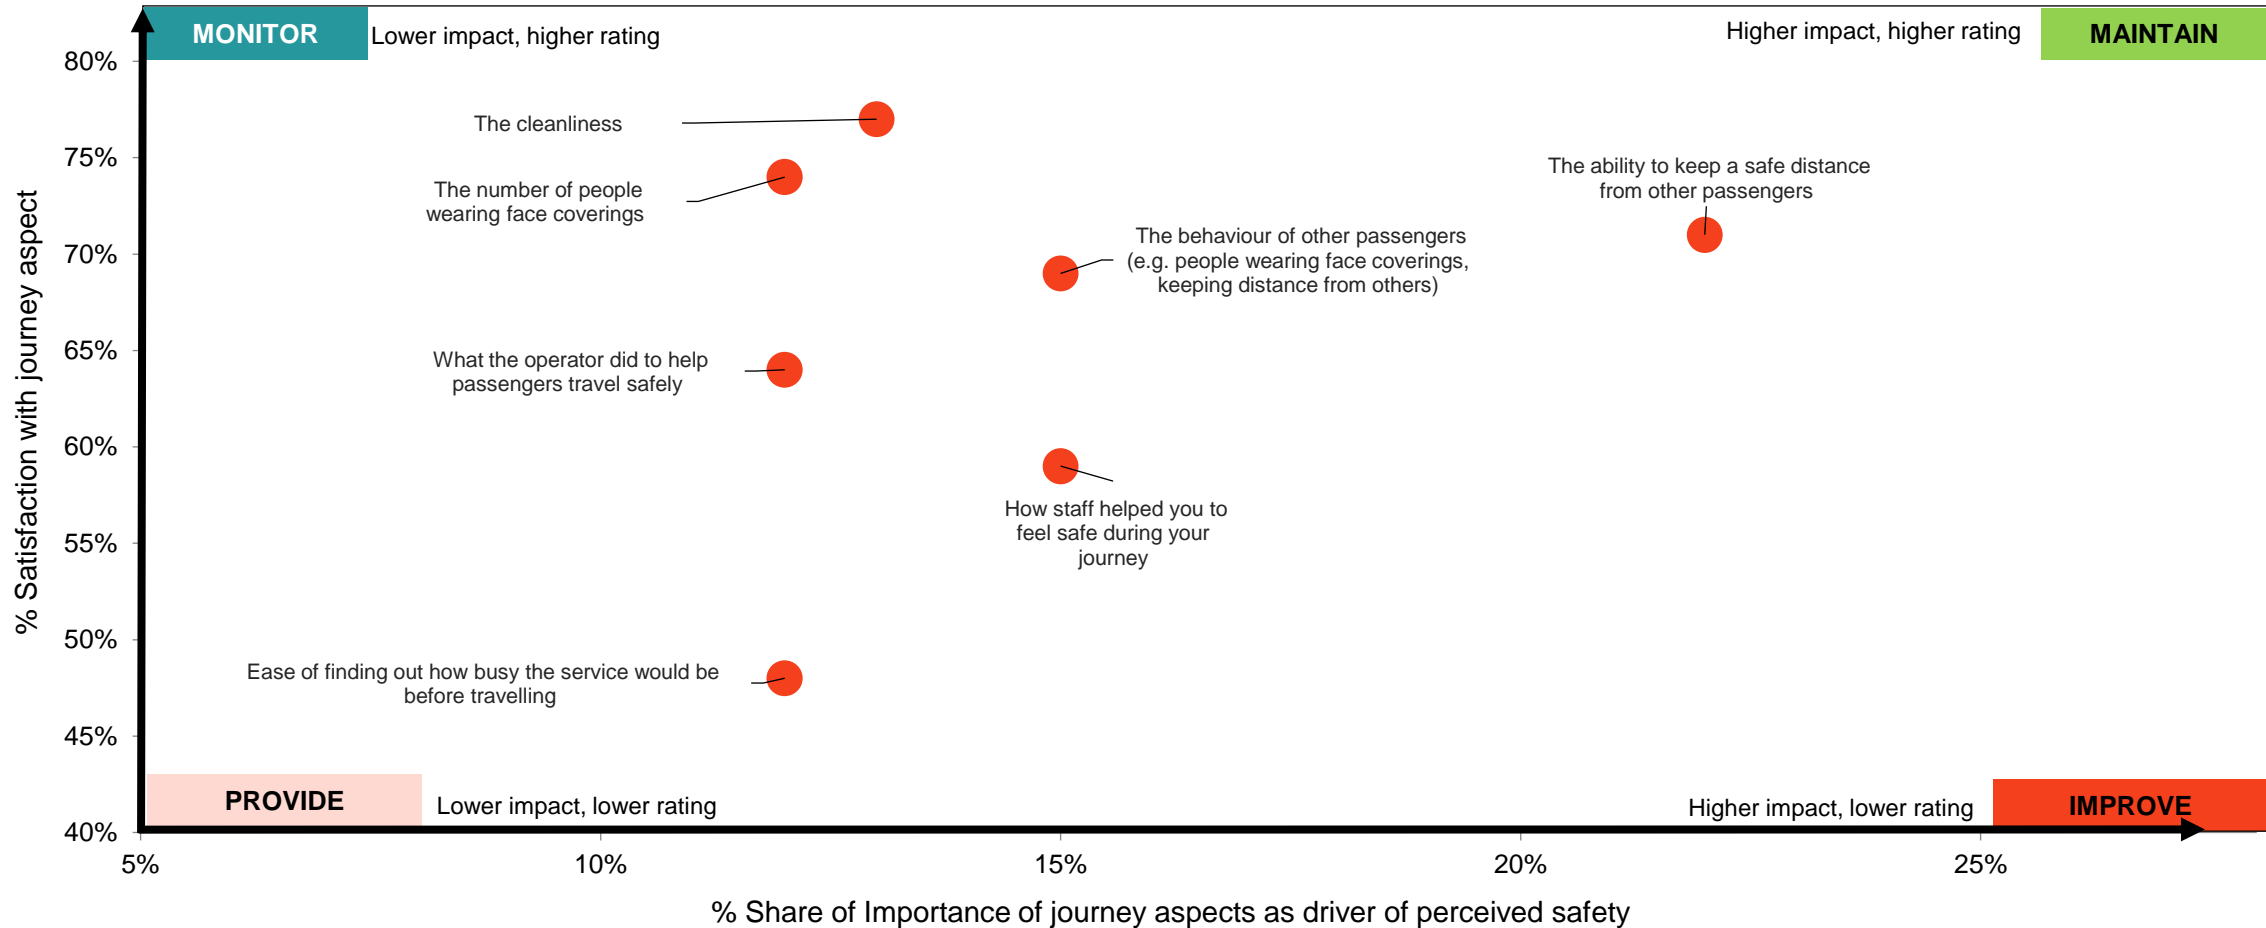 MONITOR
Lower impact, higher rating
Higher impact, higher rating
MAINTAIN
80%
75%
70%
65%
60%
55%
50%
45%
40%
% Satisfaction with journey aspect
The cleanliness
The number of people
wearing face coverings
The ability to keep a safe distance
from other passengers
The behaviour of other passengers
(e.g. people wearing face coverings,
keeping distance from others)
What the operator did to help
passengers travel safely
How staff helped you to
feel safe during your
journey
Ease of finding out how busy the service would be
before travelling
PROVIDE
Lower impact, lower rating
Higher impact, lower rating
IMPROVE
5%
10%
15%
20%
25%
% Share of Importance of journey aspects as driver of perceived safety